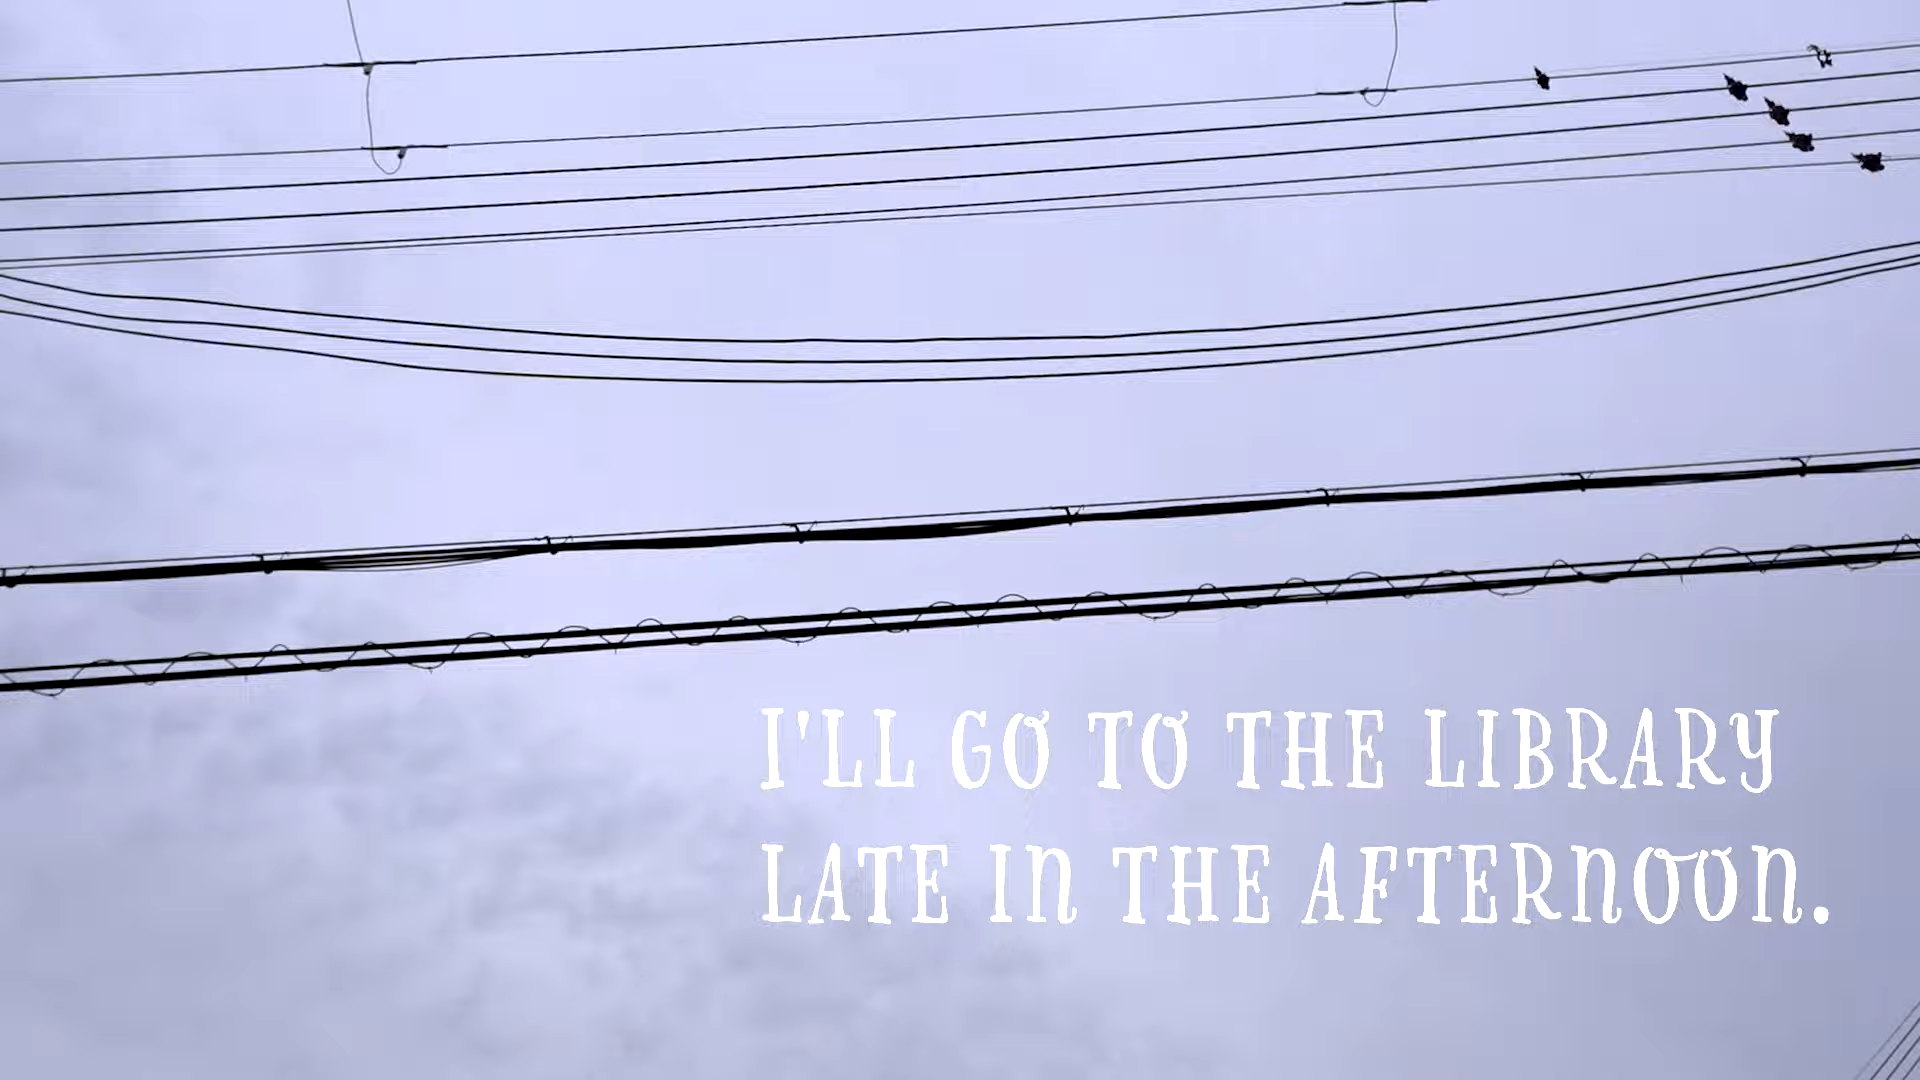 I'LL GO TO THE LIBRARY
LATE IN THE AFTERNOON.